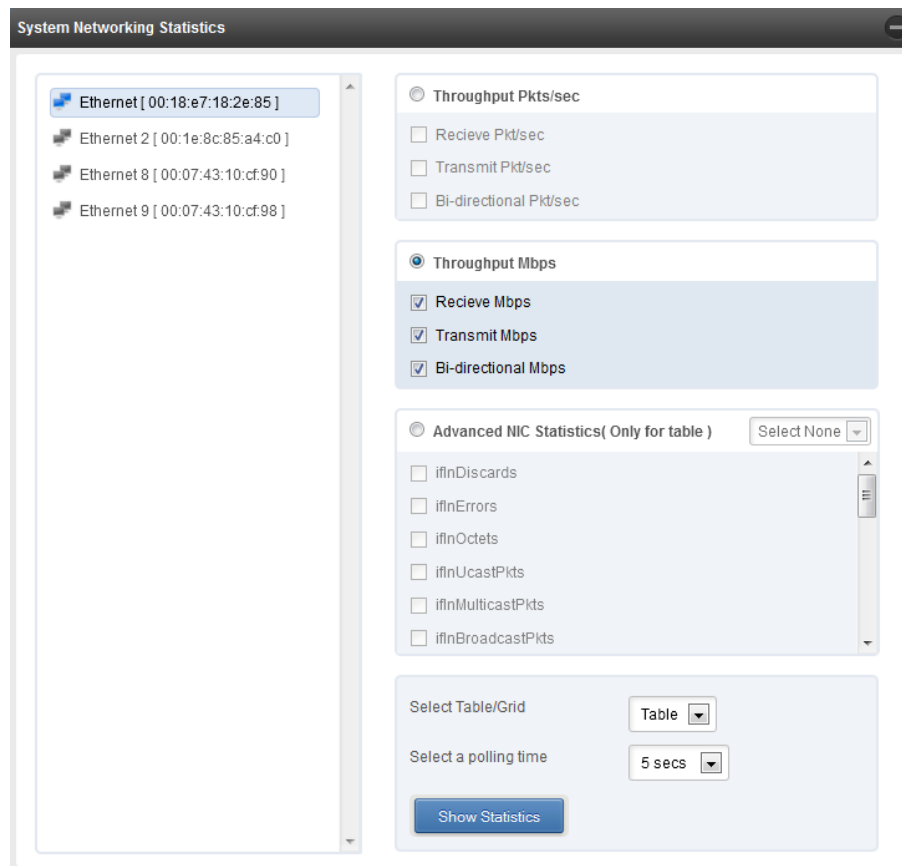 System Networking Statistics
Ethernet [ 00:18:e7:18:2e:85 ]
Ethernet 2 [ 00:1e:8c:85:a4:c0 ]
Ethernet 8 [ 00:07:43:10:cf:90 ]
Ethernet 9 [ 00:07:43:10:cf:98 ]
Throughput Pkts/sec
Recieve Pkt/sec
Transmit Pkt/sec
Bi-directional Pkt/sec
Throughput Mbps
Recieve Mbps
Transmit Mbps
Bi-directional Mbps
Advanced NIC Statistics( Only for table ) Select None
ifInDiscards
ifInErrors
ifInOctets
ifInUcastPkts
ifInMulticastPkts
ifInBroadcastPkts
Select Table/Grid Table
Select a polling time 5 secs
Show Statistics